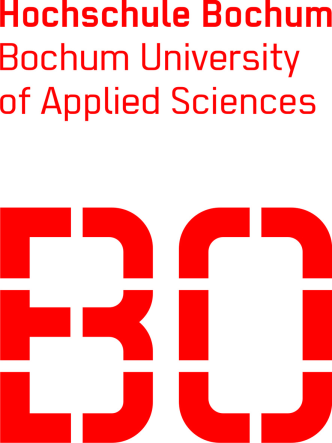 Hochschule Bochum
Bochum University
of Applied Sciences
BO